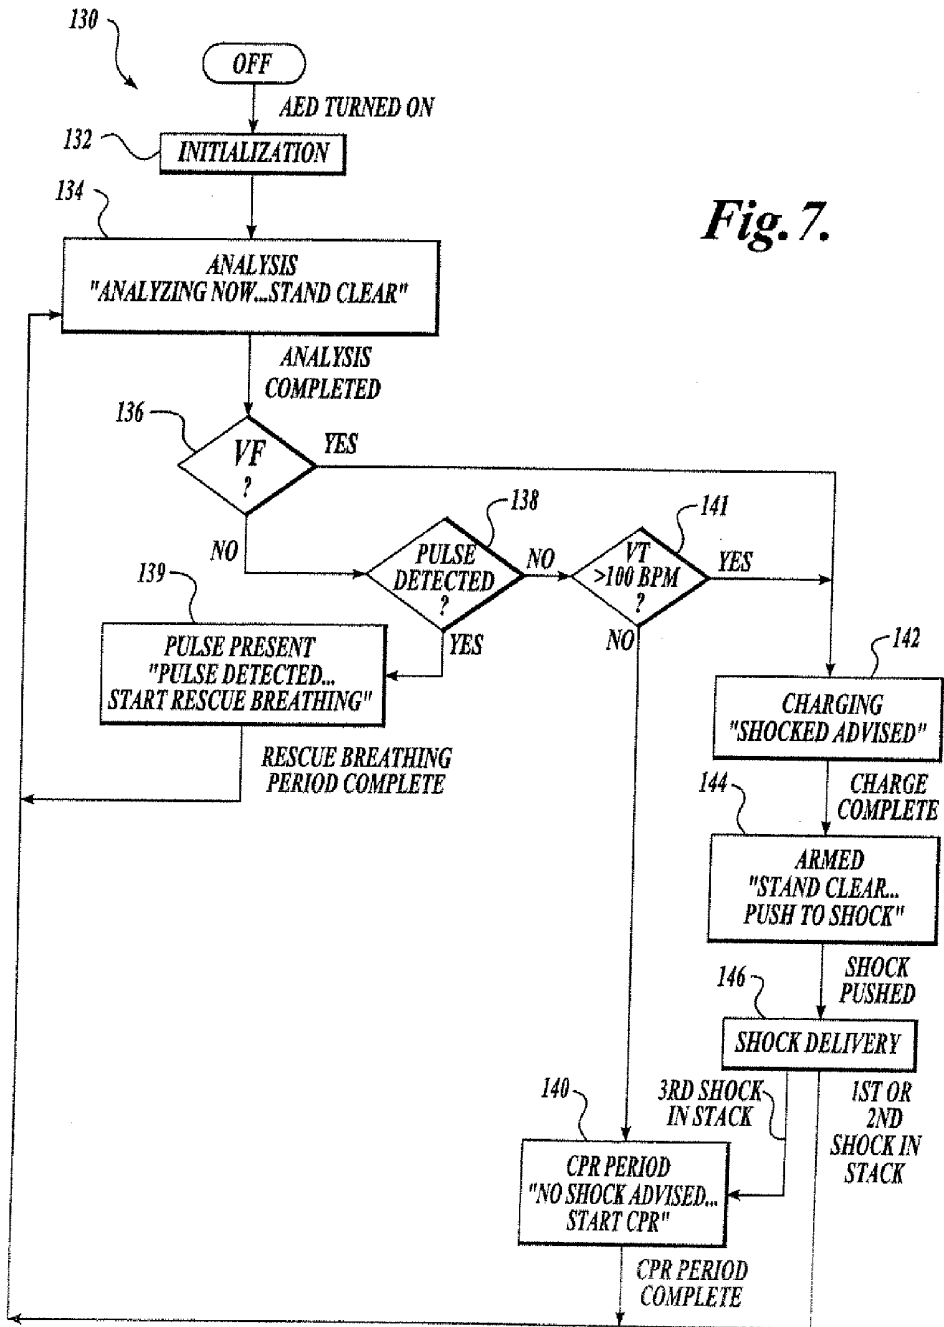 130
OFF
AED TURNED ON
132
INITIALIZATION
134
Fig. 7.
ANALYSIS
"ANALYZING NOW...STAND CLEAR"
ANALYSIS
COMPLETED
136
VF
?
YES
NO
138
PULSE
DETECTED
?
NO
YES
141
VT
>100 BPM
?
YES
NO
139
PULSE PRESENT
"PULSE DETECTED...
START RESCUE BREATHING"
RESCUE BREATHING
PERIOD COMPLETE
142
CHARGING
"SHOCKED ADVISED"
CHARGE
COMPLETE
144
ARMED
"STAND CLEAR...
PUSH TO SHOCK"
SHOCK
PUSHED
146
SHOCK DELIVERY
3RD SHOCK
IN STACK
1ST OR
2ND
SHOCK IN
STACK
140
CPR PERIOD
"NO SHOCK ADVISED...
START CPR"
CPR PERIOD
COMPLETE